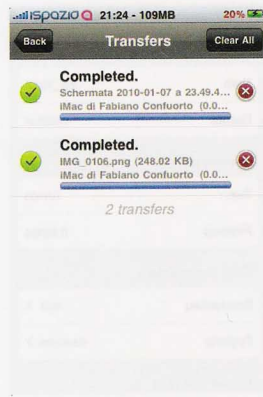 iSPAZiO 21:24 - 109MB 20%
Back Transfers Clear All
Completed.
Schermata 2010-01-07 a 23.49.4...
iMac di Fabiano Confuorto (0.0...
Completed.
IMG_0106.png (248.02 KB)
iMac di Fabiano Confuorto (0.0...
2 transfers